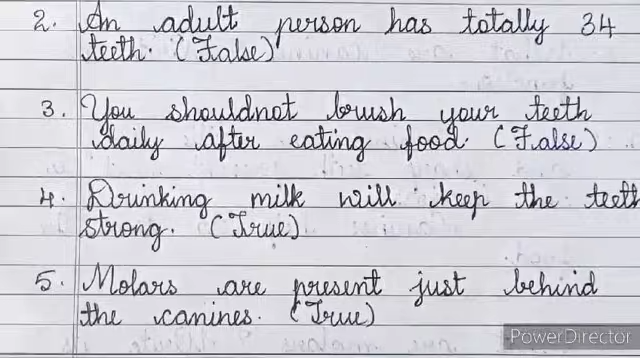 2. An adult person has totally 34
teeth. (False)
3. You shouldnot brush your teeth
daily after eating food. (False)
4. Drinking milk will keep the teeth
strong. (True)
5. Molars are present just behind
the canines. (True)
PowerDirector